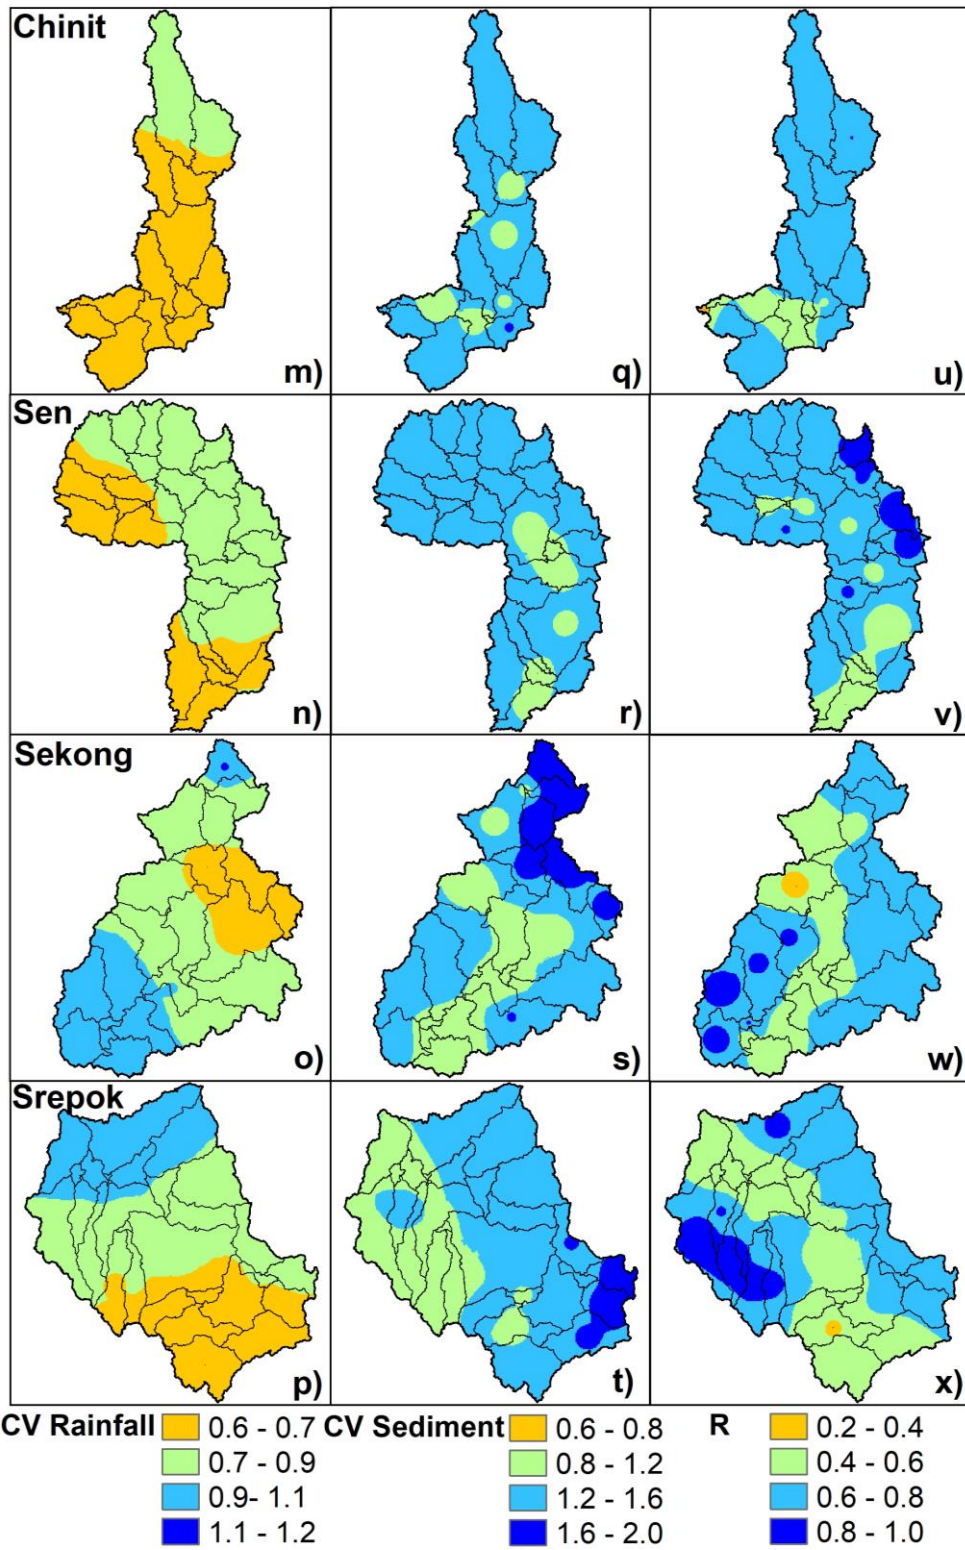 Chinit
m)
q)
u)
Sen
n)
r)
v)
Sekong
o)
s)
w)
Srepok
p)
t)
x)
CV Rainfall
0.6 - 0.7
0.7 - 0.9
0.9- 1.1
1.1 - 1.2
CV Sediment
0.6 - 0.8
0.8 - 1.2
1.2 - 1.6
1.6 - 2.0
R
0.2 - 0.4
0.4 - 0.6
0.6 - 0.8
0.8 - 1.0